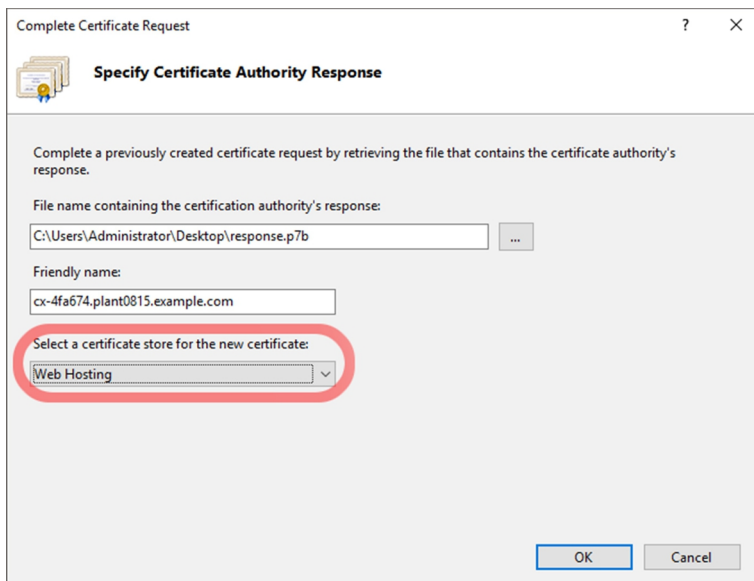 Complete Certificate Request
Specify Certificate Authority Response
Complete a previously created certificate request by retrieving the file that contains the certificate authority's
response.
File name containing the certification authority's response:
C:\Users\Administrator\Desktop\response.p7b
...
Friendly name:
cx-4fa674.plant0815.example.com
Select a certificate store for the new certificate:
Web Hosting
OK
Cancel